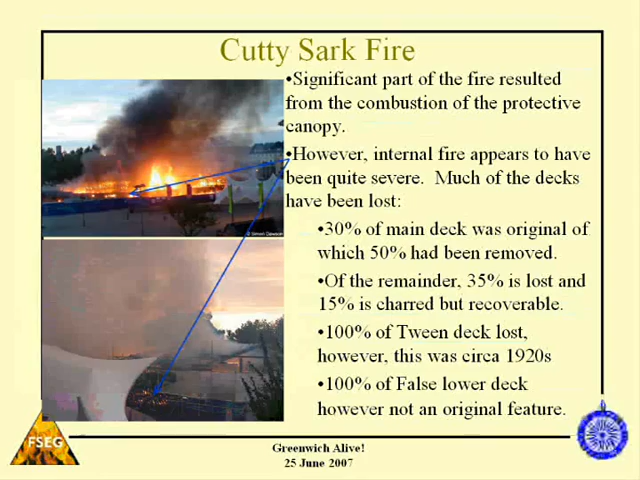 Cutty Sark Fire
•Significant part of the fire resulted
from the combustion of the protective
canopy.
•However, internal fire appears to have
been quite severe. Much of the decks
have been lost:
•30% of main deck was original of
which 50% had been removed.
•Of the remainder, 35% is lost and
15% is charred but recoverable.
•100% of Tween deck lost,
however, this was circa 1920s
•100% of False lower deck
however not an original feature.
FSEG
Greenwich Alive!
25 June 2007